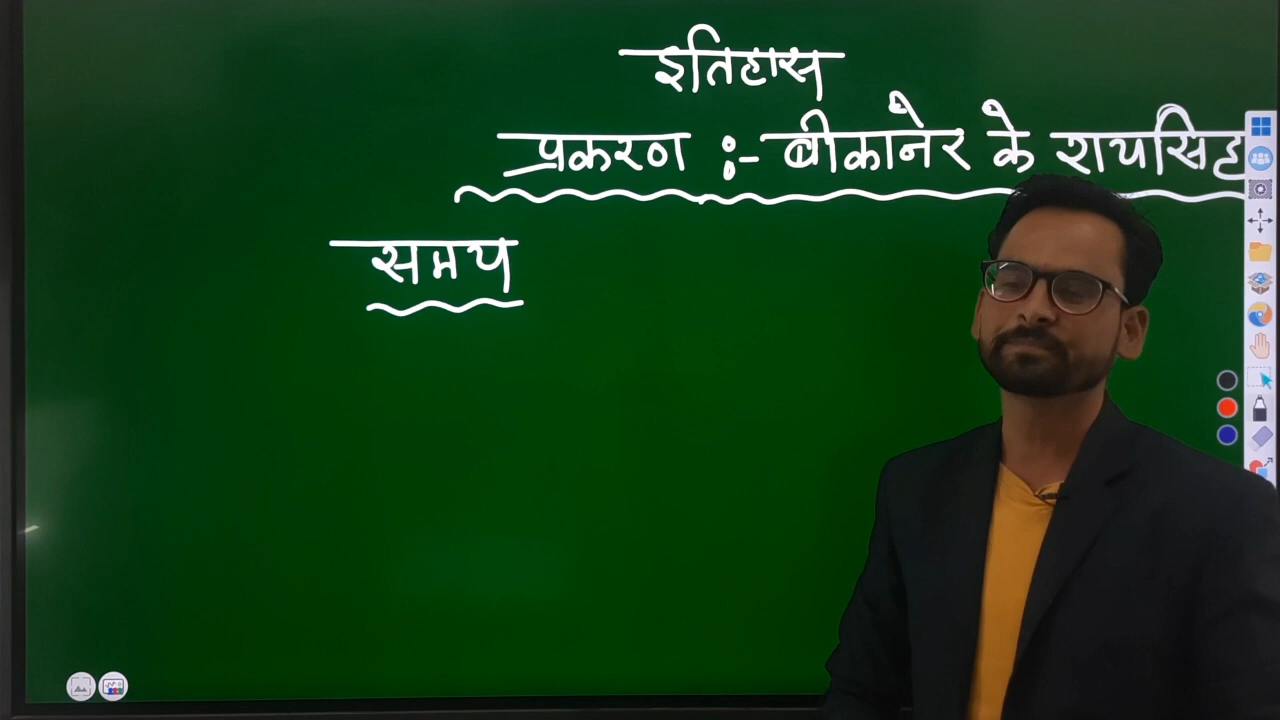 इतिहास
प्रकरण :- बीकानेर के रायसिंह
समय